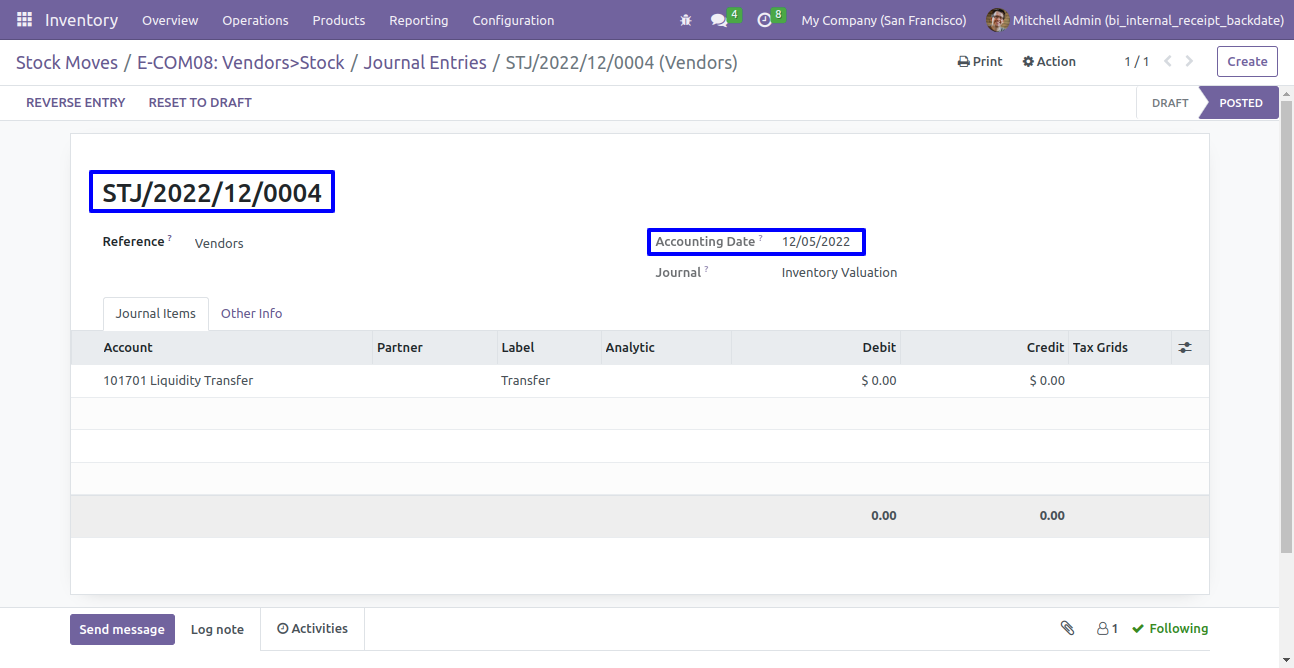 Inventory Overview Operations Products Reporting Configuration 4 8 My Company (San Francisco) Mitchell Admin (bi_internal_receipt_backdate)
Stock Moves / E-COM08: Vendors>Stock / Journal Entries / STJ/2022/12/0004 (Vendors) Print Action 1 / 1 Create
REVERSE ENTRY RESET TO DRAFT DRAFT POSTED
STJ/2022/12/0004
Reference ? Vendors Accounting Date ? 12/05/2022
Journal ? Inventory Valuation
Journal Items Other Info
Account Partner Label Analytic Debit Credit Tax Grids
101701 Liquidity Transfer Transfer $ 0.00 $ 0.00
0.00 0.00
Send message Log note Activities 1 Following